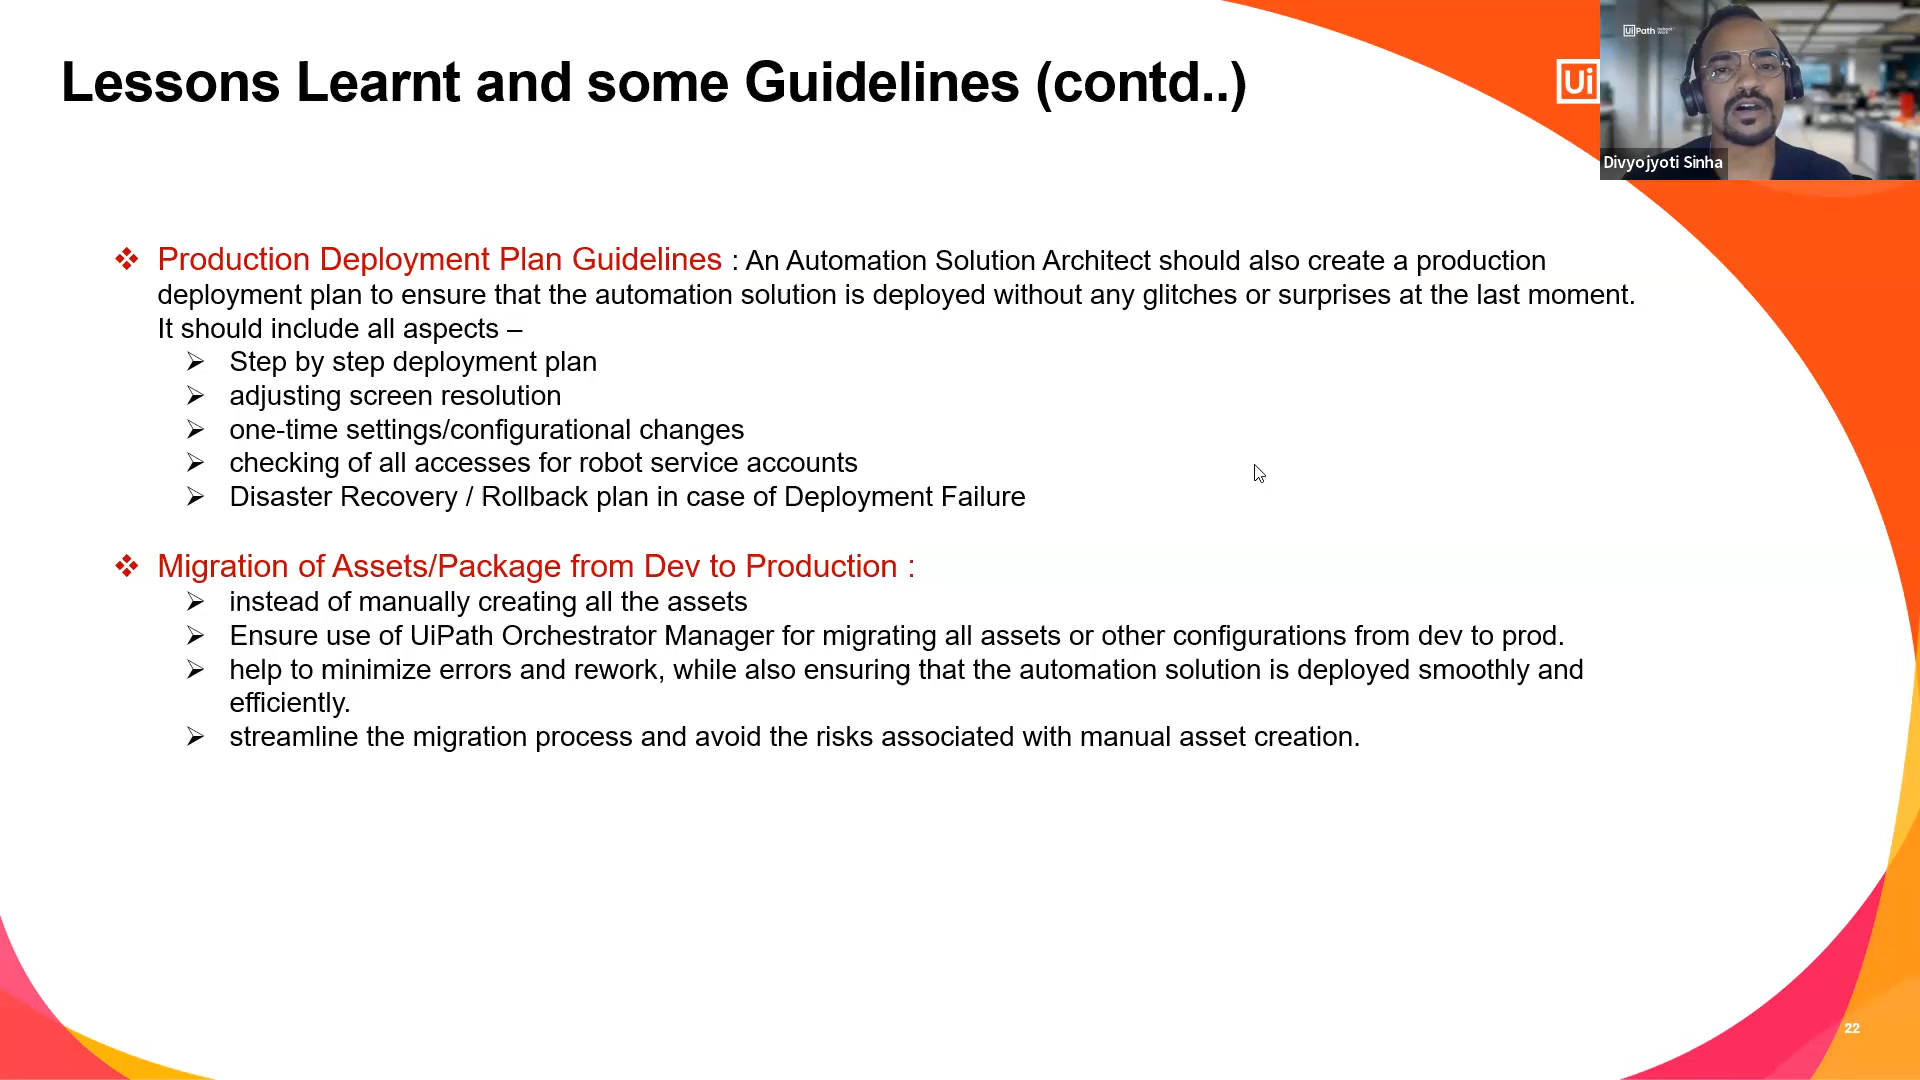 Lessons Learnt and some Guidelines (contd..)
Ui
UiPath
Divyojyoti Sinha
❖ Production Deployment Plan Guidelines : An Automation Solution Architect should also create a production
deployment plan to ensure that the automation solution is deployed without any glitches or surprises at the last moment.
It should include all aspects –
➢ Step by step deployment plan
➢ adjusting screen resolution
➢ one-time settings/configurational changes
➢ checking of all accesses for robot service accounts
➢ Disaster Recovery / Rollback plan in case of Deployment Failure
❖ Migration of Assets/Package from Dev to Production :
➢ instead of manually creating all the assets
➢ Ensure use of UiPath Orchestrator Manager for migrating all assets or other configurations from dev to prod.
➢ help to minimize errors and rework, while also ensuring that the automation solution is deployed smoothly and
efficiently.
➢ streamline the migration process and avoid the risks associated with manual asset creation.
22